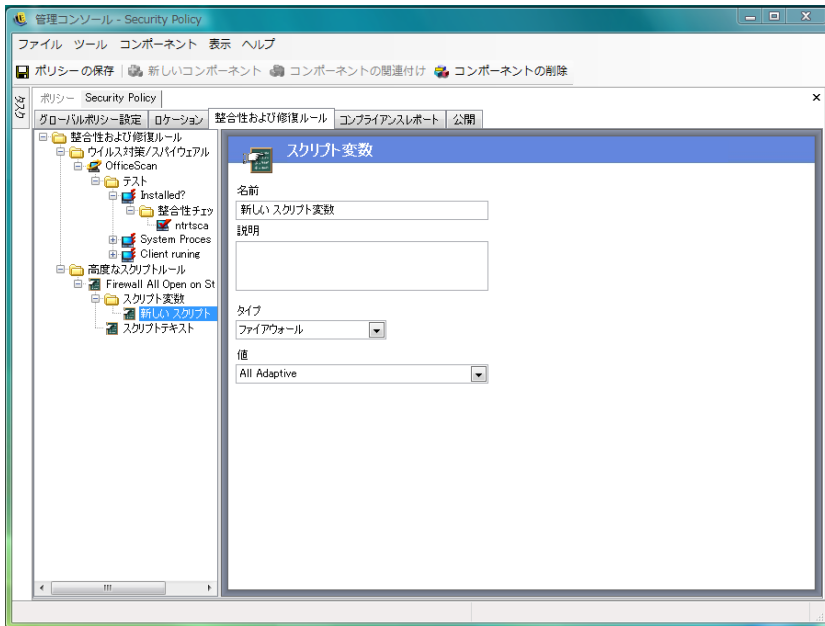 管理コンソール - Security Policy
ファイル ツール コンポーネント 表示 ヘルプ
ポリシーの保存 新しいコンポーネント コンポーネントの関連付け コンポーネントの削除
タスク
ポリシー Security Policy
グローバルポリシー設定 ロケーション 整合性および修復ルール コンプライアンスレポート 公開
整合性および修復ルール
ウイルス対策/スパイウェアル
OfficeScan
テスト
Installed?
整合性チェッ
ntrtsca
System Proces
Client runing
高度なスクリプトルール
Firewall All Open on St
スクリプト変数
新しい スクリプト
スクリプトテキスト
スクリプト変数
名前
新しい スクリプト変数
説明
タイプ
ファイアウォール
値
All Adaptive